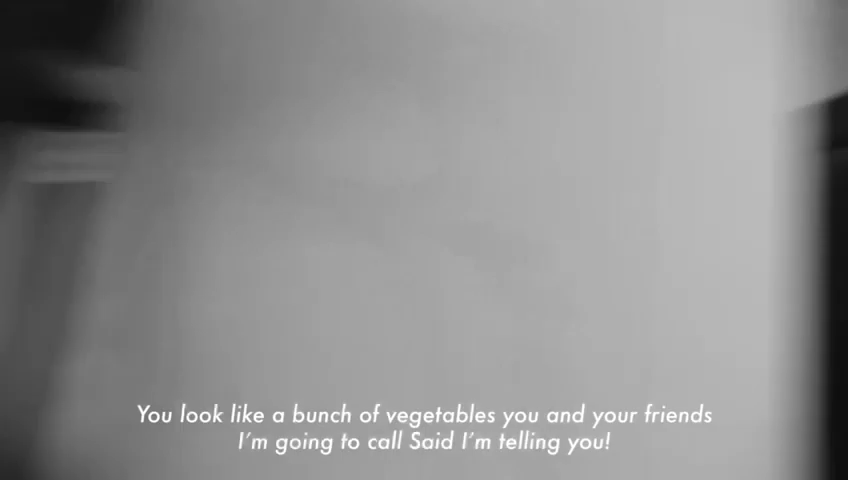 You look like a bunch of vegetables you and your friends
I'm going to call Said I'm telling you!